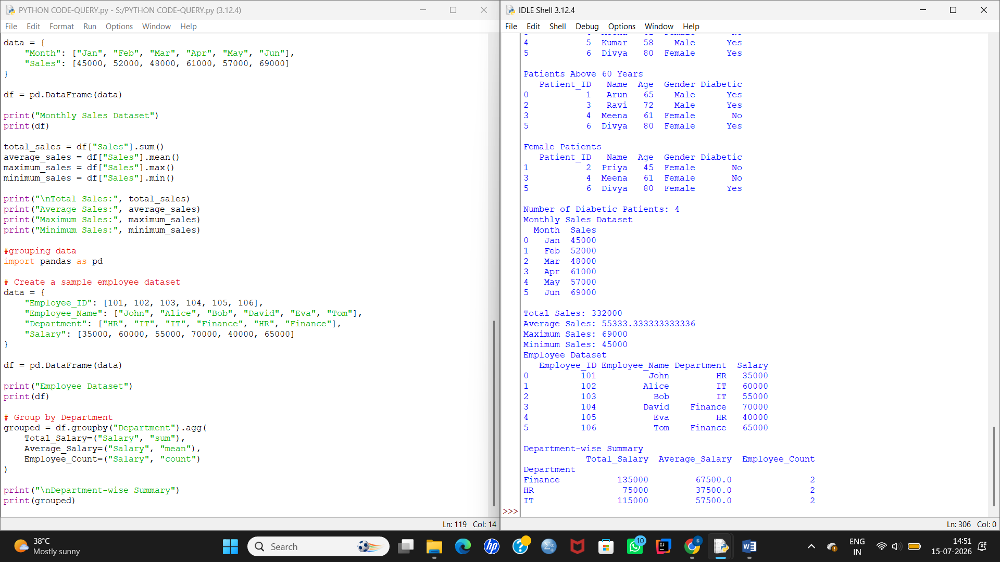 PYTHON CODE-QUERY.py - S:/PYTHON CODE-QUERY.py (3.12.4)
File Edit Format Run Options Window Help
data = {
    "Month": ["Jan", "Feb", "Mar", "Apr", "May", "Jun"],
    "Sales": [45000, 52000, 48000, 61000, 57000, 69000]
}
df = pd.DataFrame(data)
print("Monthly Sales Dataset")
print(df)
total_sales = df["Sales"].sum()
average_sales = df["Sales"].mean()
maximum_sales = df["Sales"].max()
minimum_sales = df["Sales"].min()
print("\nTotal Sales:", total_sales)
print("Average Sales:", average_sales)
print("Maximum Sales:", maximum_sales)
print("Minimum Sales:", minimum_sales)
#grouping data
import pandas as pd
# Create a sample employee dataset
data = {
    "Employee_ID": [101, 102, 103, 104, 105, 106],
    "Employee_Name": ["John", "Alice", "Bob", "David", "Eva", "Tom"],
    "Department": ["HR", "IT", "IT", "Finance", "HR", "Finance"],
    "Salary": [35000, 60000, 55000, 70000, 40000, 65000]
}
df = pd.DataFrame(data)
print("Employee Dataset")
print(df)
# Group by Department
grouped = df.groupby("Department").agg(
    Total_Salary=("Salary", "sum"),
    Average_Salary=("Salary", "mean"),
    Employee_Count=("Salary", "count")
)
print("\nDepartment-wise Summary")
print(grouped)
Ln: 119 Col: 14
IDLE Shell 3.12.4
File Edit Shell Debug Options Window Help
4 5 Kumar 58 Male Yes
5 6 Divya 80 Female Yes
Patients Above 60 Years
Patient_ID Name Age Gender Diabetic
0 1 Arun 65 Male Yes
2 3 Ravi 72 Male Yes
3 4 Meena 61 Female No
5 6 Divya 80 Female Yes
Female Patients
Patient_ID Name Age Gender Diabetic
1 2 Priya 45 Female No
3 4 Meena 61 Female No
5 6 Divya 80 Female Yes
Number of Diabetic Patients: 4
Monthly Sales Dataset
Month Sales
0 Jan 45000
1 Feb 52000
2 Mar 48000
3 Apr 61000
4 May 57000
5 Jun 69000
Total Sales: 332000
Average Sales: 55333.333333333336
Maximum Sales: 69000
Minimum Sales: 45000
Employee Dataset
Employee_ID Employee_Name Department Salary
0 101 John HR 35000
1 102 Alice IT 60000
2 103 Bob IT 55000
3 104 David Finance 70000
4 105 Eva HR 40000
5 106 Tom Finance 65000
Department-wise Summary
Total_Salary Average_Salary Employee_Count
Department
Finance 135000 67500.0 2
HR 75000 37500.0 2
IT 115000 57500.0 2
>>>
Ln: 306 Col: 0
38°C
Mostly sunny
Search
10
ENG
IN
14:51
15-07-2026